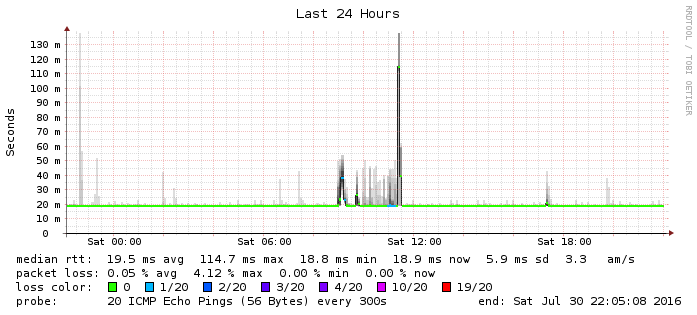 Last 24 Hours
RRDTOOL / TOBI OETIKER
Seconds
130 m
120 m
110 m
100 m
90 m
80 m
70 m
60 m
50 m
40 m
30 m
20 m
10 m
0
Sat 00:00 Sat 06:00 Sat 12:00 Sat 18:00
median rtt: 19.5 ms avg 114.7 ms max 18.8 ms min 18.9 ms now 5.9 ms sd 3.3 am/s
packet loss: 0.05 % avg 4.12 % max 0.00 % min 0.00 % now
loss color: 0 1/20 2/20 3/20 4/20 10/20 19/20
probe: 20 ICMP Echo Pings (56 Bytes) every 300s end: Sat Jul 30 22:05:08 2016